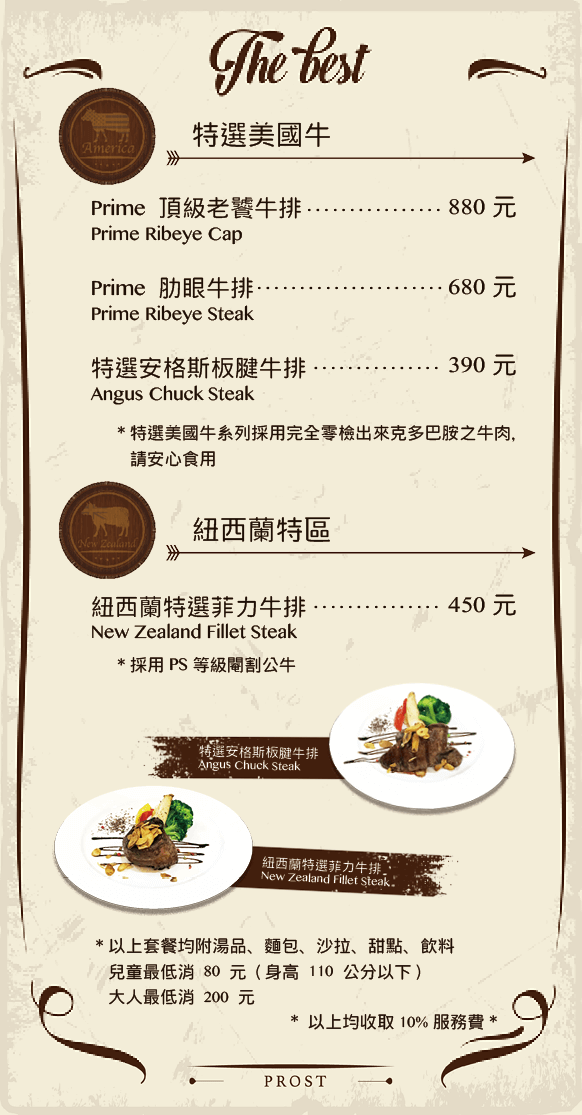 The best
America
特選美國牛
Prime 頂級老饕牛排················ 880 元
Prime Ribeye Cap
Prime 肋眼牛排······················ 680 元
Prime Ribeye Steak
特選安格斯板腱牛排 ··············· 390 元
Angus Chuck Steak
*特選美國牛系列採用完全零檢出來克多巴胺之牛肉,
請安心食用
New Zealand
紐西蘭特區
紐西蘭特選菲力牛排 ··············· 450 元
New Zealand Fillet Steak
*採用 PS 等級閹割公牛
特選安格斯板腱牛排
Angus Chuck Steak
紐西蘭特選菲力牛排
New Zealand Fillet Steak
*以上套餐均附湯品、麵包、沙拉、甜點、飲料
兒童最低消 80 元（身高 110 公分以下）
大人最低消 200 元
* 以上均收取 10% 服務費 *
PROST